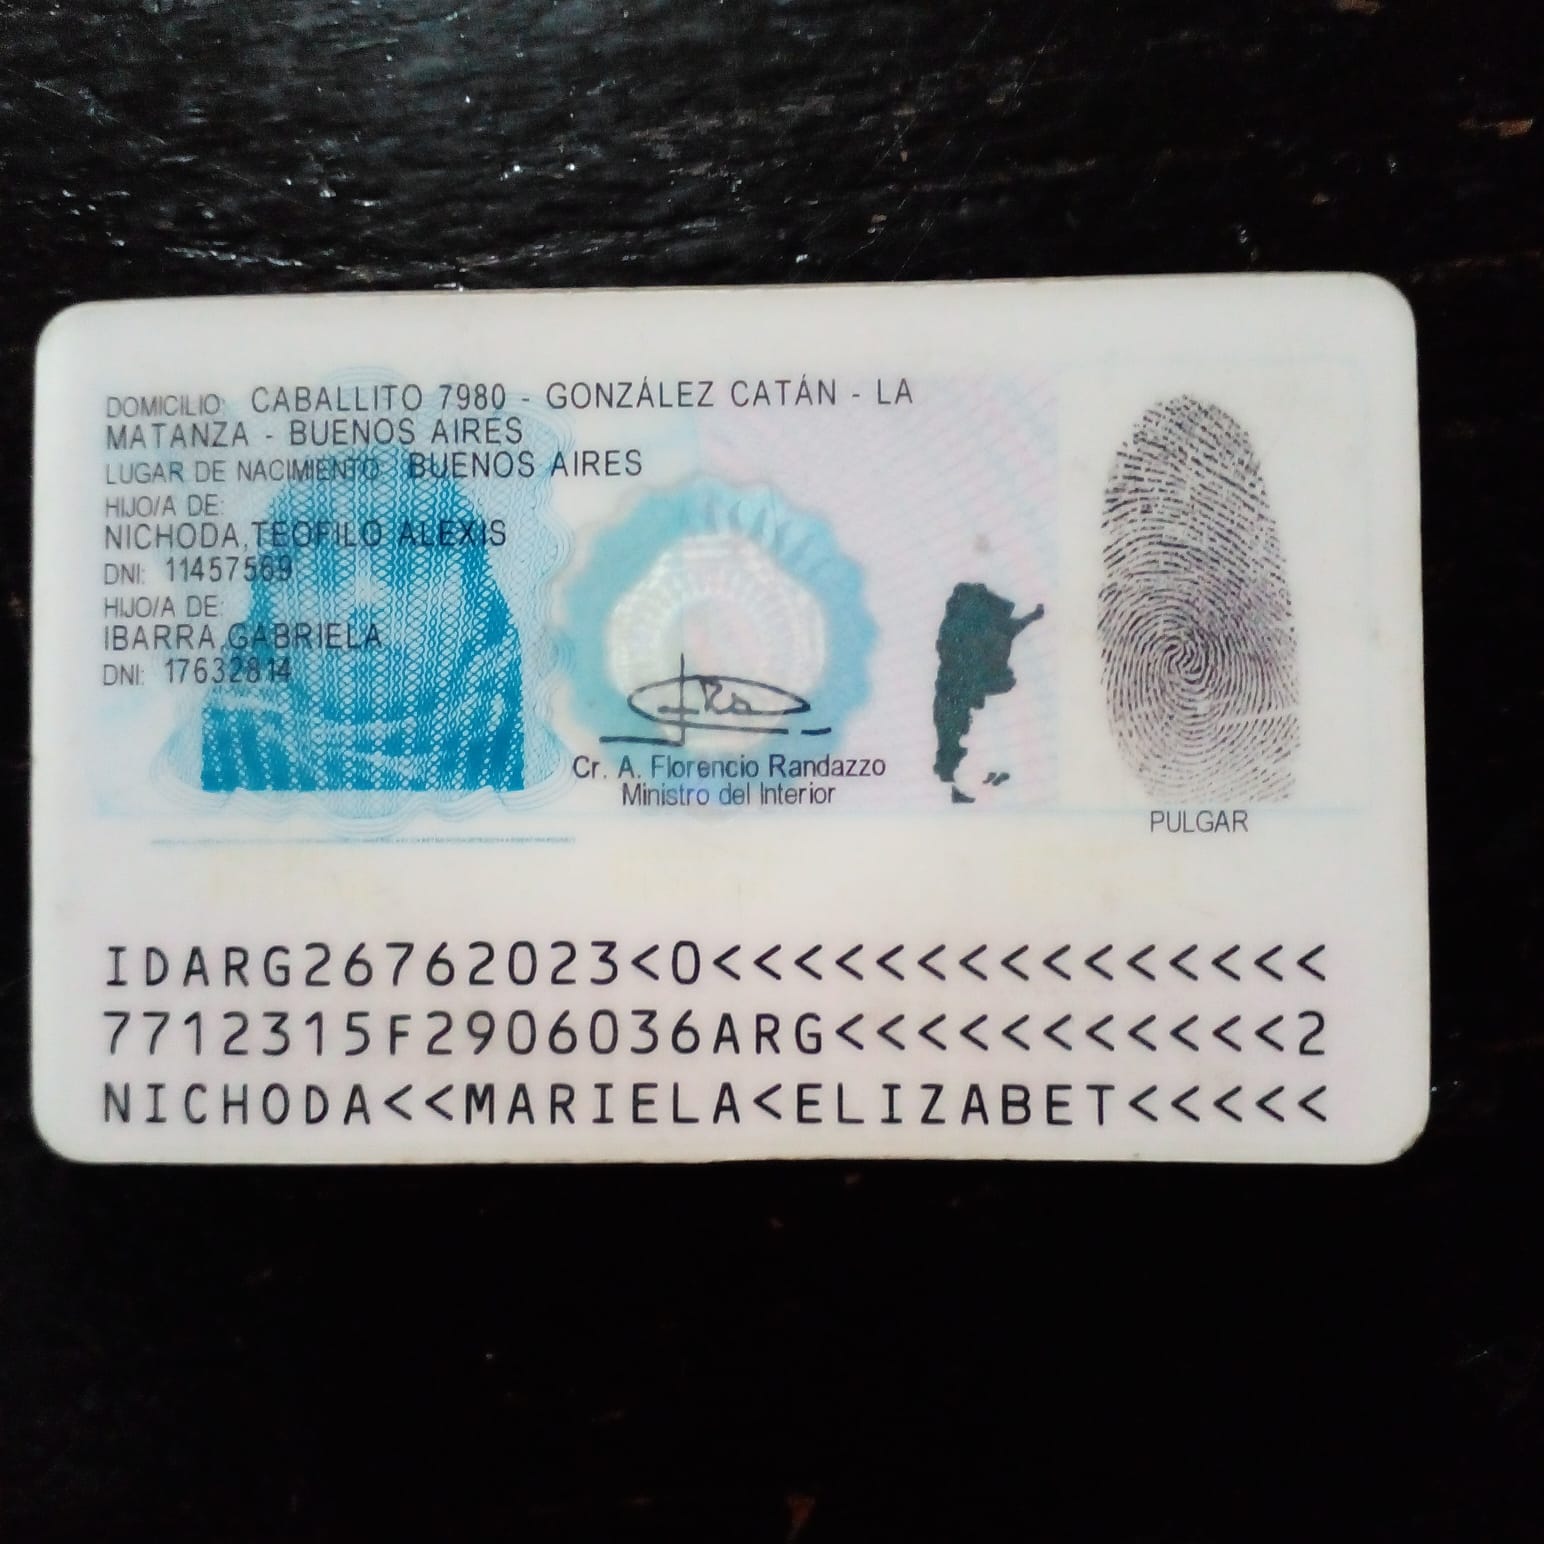 DOMICILIO: CABALLITO 7980 - GONZÁLEZ CATÁN - LA
MATANZA - BUENOS AIRES
LUGAR DE NACIMIENTO: BUENOS AIRES
HIJO/A DE:
NICHODA,TEOFILO ALEXIS
DNI: 11457569
HIJO/A DE:
IBARRA,GABRIELA
DNI: 17632814
Cr. A. Florencio Randazzo
Ministro del Interior
PULGAR
IDARG26762023<0<<<<<<<<<<<<<<<
7712315F2906036ARG<<<<<<<<<<<2
NICHODA<<MARIELA<ELIZABET<<<<<